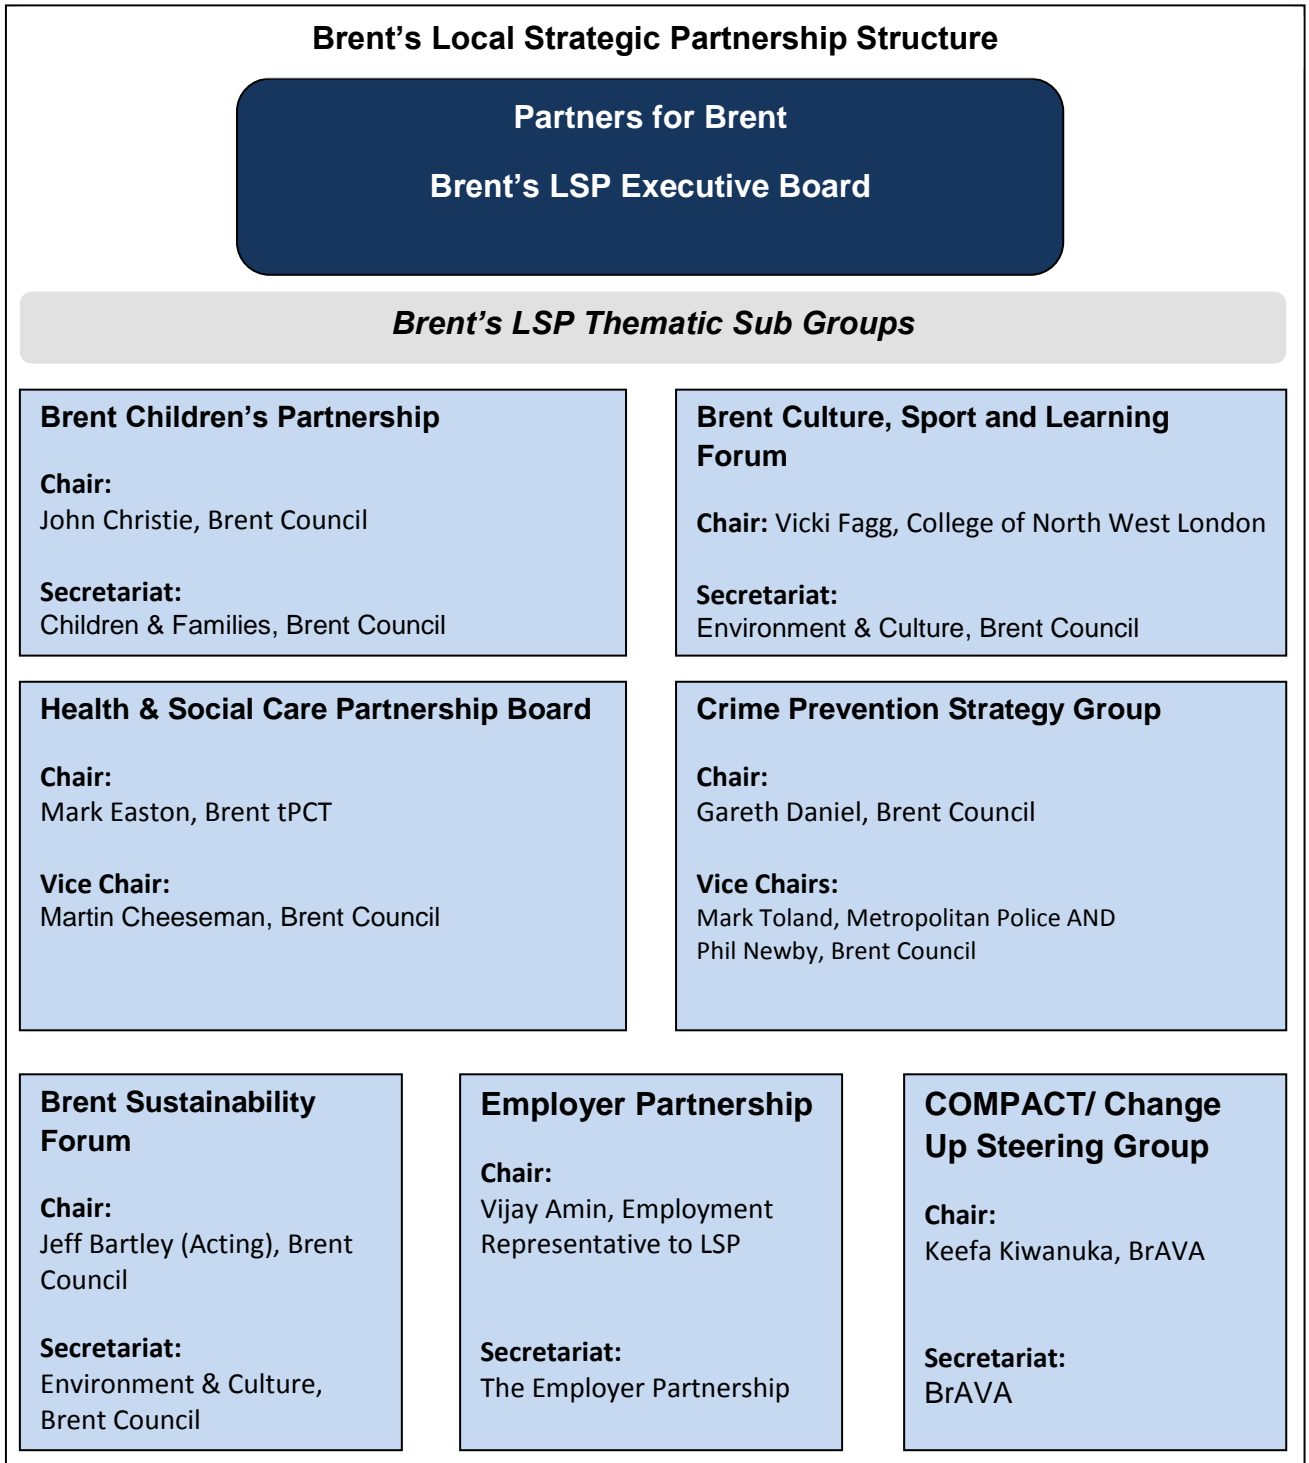 Brent’s Local Strategic Partnership Structure
Partners for Brent
Brent’s LSP Executive Board
Brent’s LSP Thematic Sub Groups
Brent Children’s Partnership
Chair:
John Christie, Brent Council
Secretariat:
Children & Families, Brent Council
Brent Culture, Sport and Learning
Forum
Chair: Vicki Fagg, College of North West London
Secretariat:
Environment & Culture, Brent Council
Health & Social Care Partnership Board
Chair:
Mark Easton, Brent tPCT
Vice Chair:
Martin Cheeseman, Brent Council
Crime Prevention Strategy Group
Chair:
Gareth Daniel, Brent Council
Vice Chairs:
Mark Toland, Metropolitan Police AND
Phil Newby, Brent Council
Brent Sustainability
Forum
Chair:
Jeff Bartley (Acting), Brent
Council
Secretariat:
Environment & Culture,
Brent Council
Employer Partnership
Chair:
Vijay Amin, Employment
Representative to LSP
Secretariat:
The Employer Partnership
COMPACT/ Change
Up Steering Group
Chair:
Keefa Kiwanuka, BrAVA
Secretariat:
BrAVA